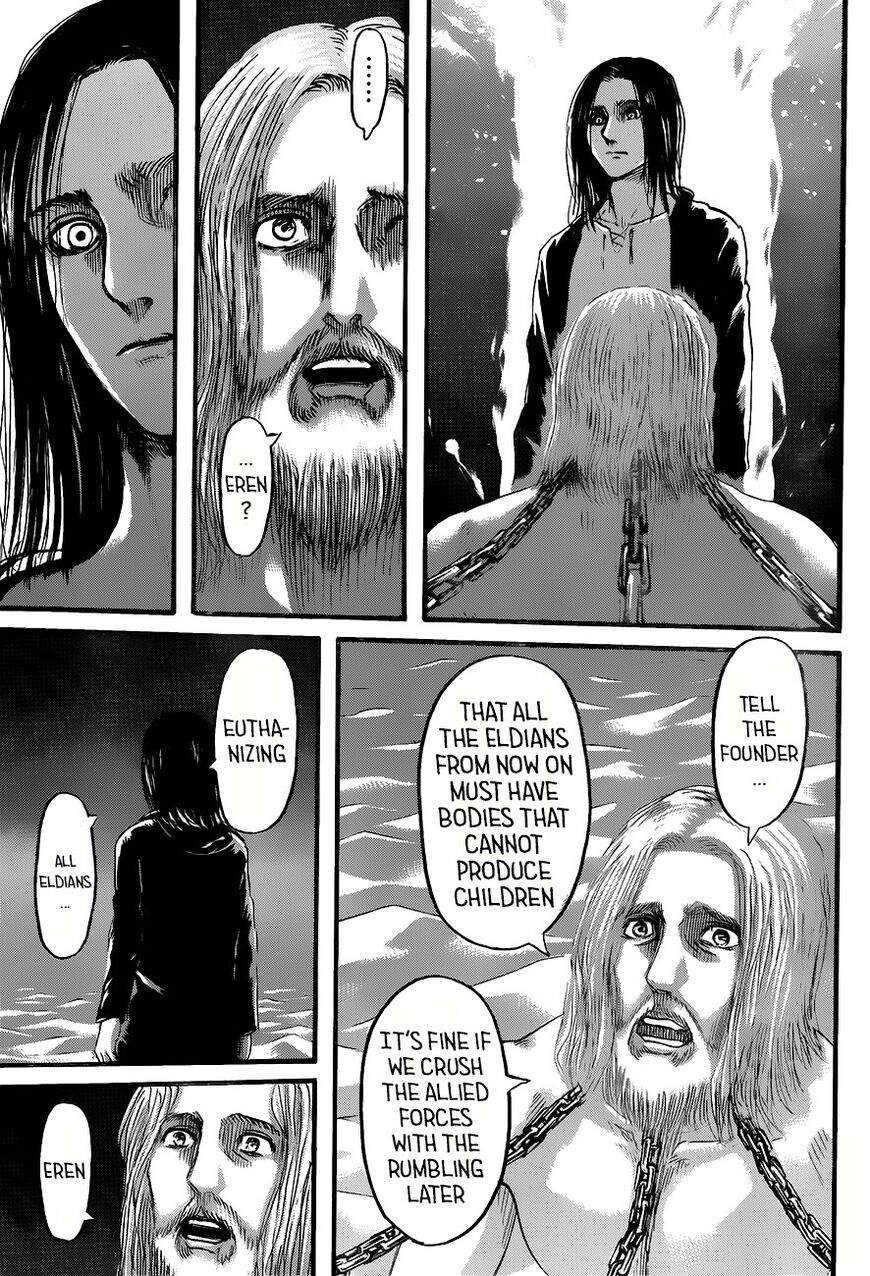 ......
...
EREN
?
TELL
THE
FOUNDER
...
THAT ALL
THE ELDIANS
FROM NOW ON
MUST HAVE
BODIES THAT
CANNOT
PRODUCE
CHILDREN
IT'S FINE IF
WE CRUSH
THE ALLIED
FORCES
WITH THE
RUMBLING
LATER
EUTHA-
NIZING
ALL
ELDIANS
...
EREN